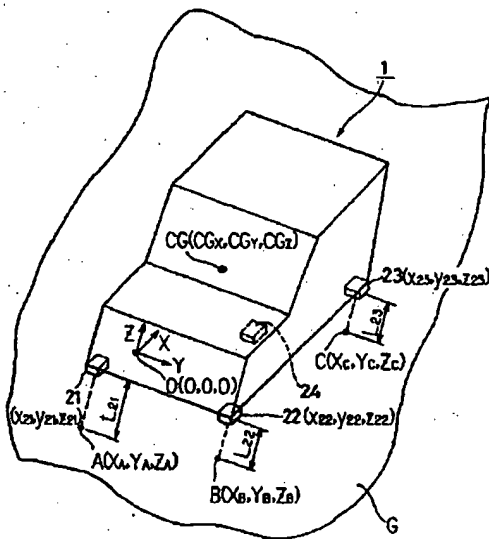 1
CG(CGX,CGY,CGZ)
23(X23,Y23,Z23)
L23
C(XC,YC,ZC)
Z
X
Y
O(0,0,0)
24
21
(X21,Y21,Z21)
L21
22(X22,Y22,Z22)
L22
A(XA,YA,ZA)
B(XB,YB,ZB)
G